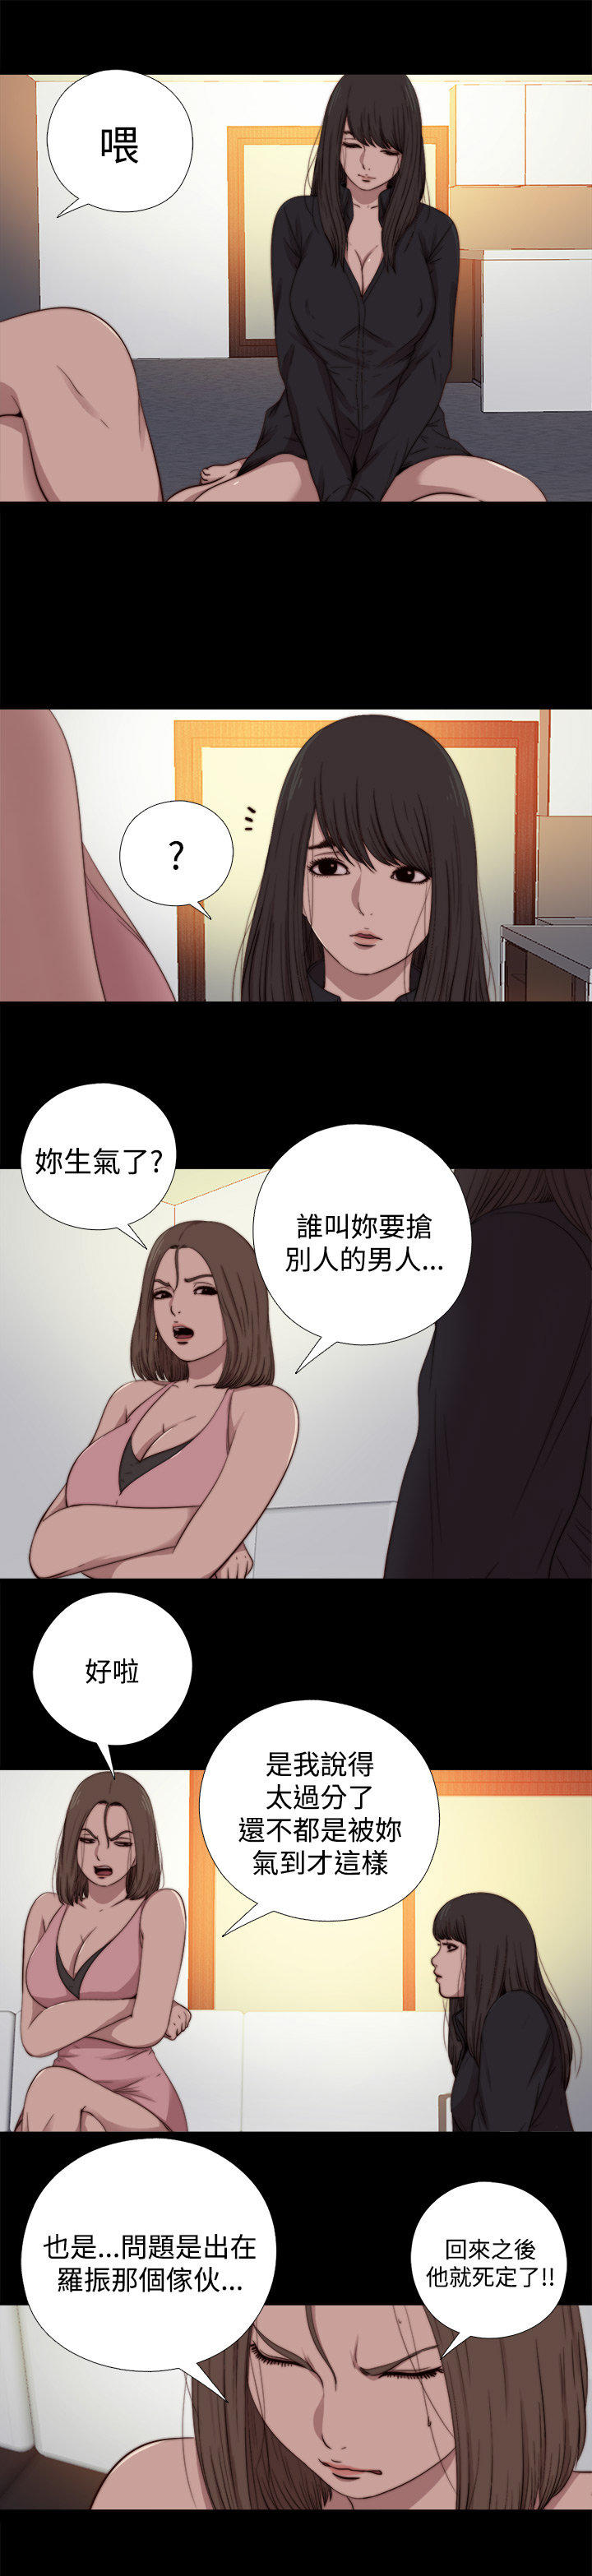 喂
?
妳生氣了?
誰叫妳要搶
別人的男人...
好啦
是我說得
太過分了
還不都是被妳
氣到才這樣
也是...問題是出在
羅振那個傢伙...
回來之後
他就死定了!!